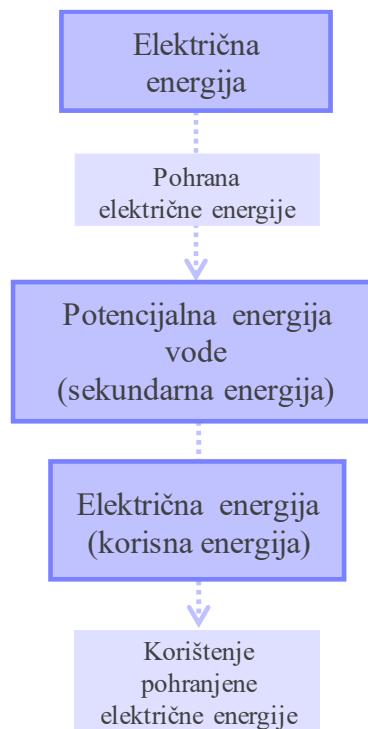 Električna
energija
Pohrana
električne energije
Potencijalna energija
vode
(sekundarna energija)
Električna energija
(korisna energija)
Korištenje
pohranjene
električne energije